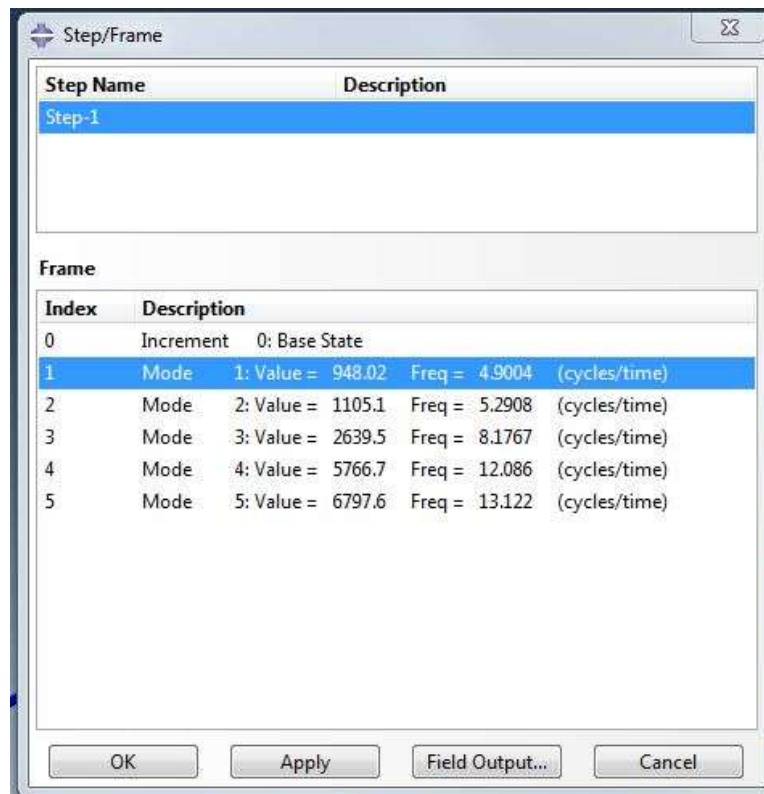 Step/Frame
Step Name Description
Step-1
Frame
Index Description
0 Increment 0: Base State
1 Mode 1: Value = 948.02 Freq = 4.9004 (cycles/time)
2 Mode 2: Value = 1105.1 Freq = 5.2908 (cycles/time)
3 Mode 3: Value = 2639.5 Freq = 8.1767 (cycles/time)
4 Mode 4: Value = 5766.7 Freq = 12.086 (cycles/time)
5 Mode 5: Value = 6797.6 Freq = 13.122 (cycles/time)
OK Apply Field Output... Cancel